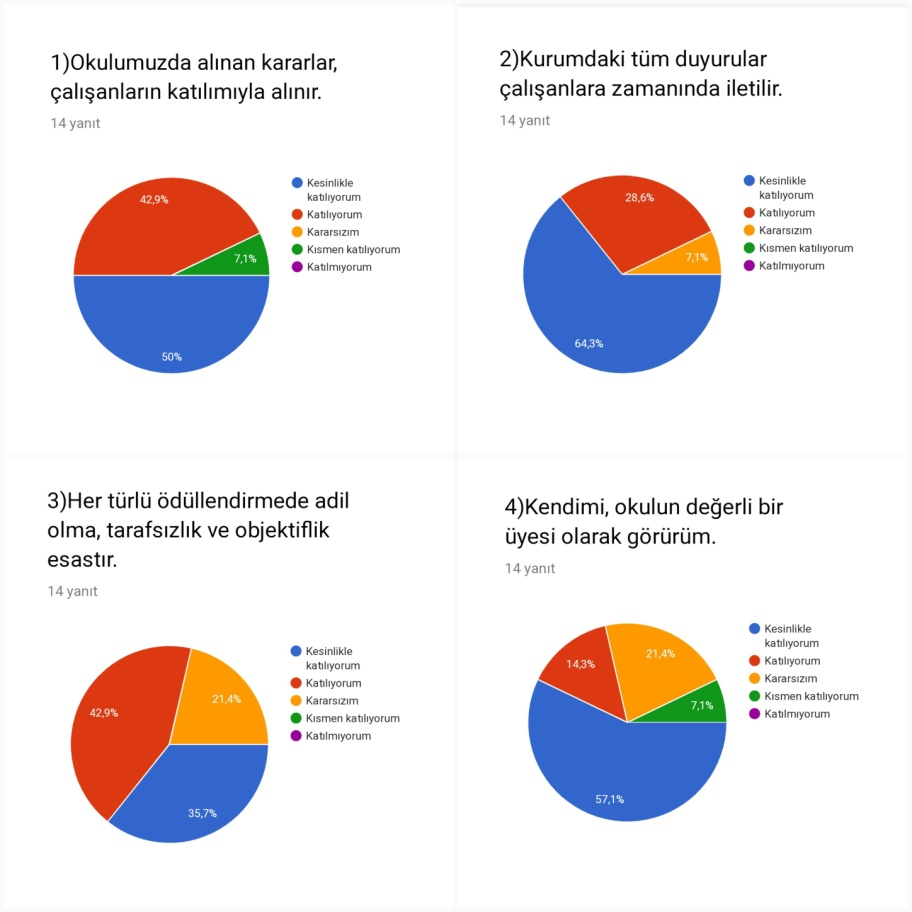 1)Okulumuzda alınan kararlar,
çalışanların katılımıyla alınır.
14 yanıt
42,9%
7,1%
50%
Kesinlikle
katılıyorum
Katılıyorum
Kararsızım
Kısmen katılıyorum
Katılmıyorum
2)Kurumdaki tüm duyurular
çalışanlara zamanında iletilir.
14 yanıt
28,6%
7,1%
64,3%
Kesinlikle
katılıyorum
Katılıyorum
Kararsızım
Kısmen katılıyorum
Katılmıyorum
3)Her türlü ödüllendirmede adil
olma, tarafsızlık ve objektiflik
esastır.
14 yanıt
21,4%
42,9%
35,7%
Kesinlikle
katılıyorum
Katılıyorum
Kararsızım
Kısmen katılıyorum
Katılmıyorum
4)Kendimi, okulun değerli bir
üyesi olarak görürüm.
14 yanıt
21,4%
14,3%
7,1%
57,1%
Kesinlikle
katılıyorum
Katılıyorum
Kararsızım
Kısmen katılıyorum
Katılmıyorum